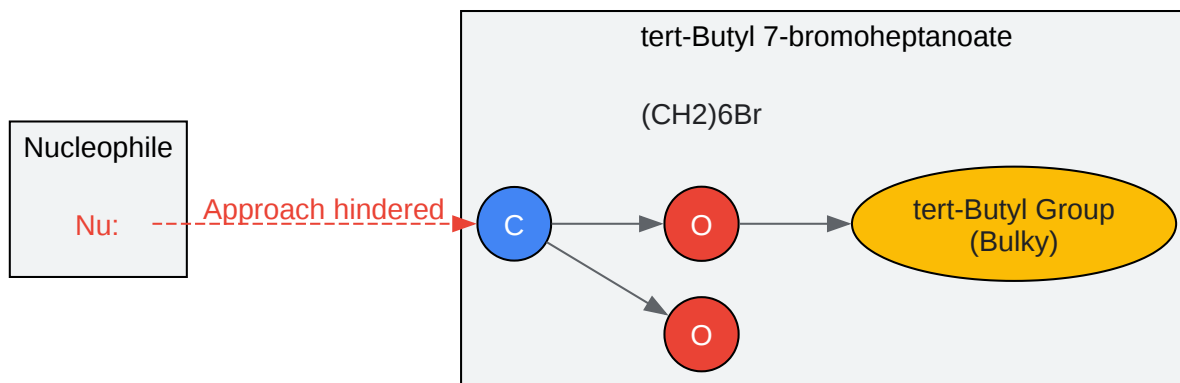 tert-Butyl 7-bromoheptanoate
(CH2)6Br
Nucleophile
Nu:
Approach hindered
C
O
tert-Butyl Group
(Bulky)
O